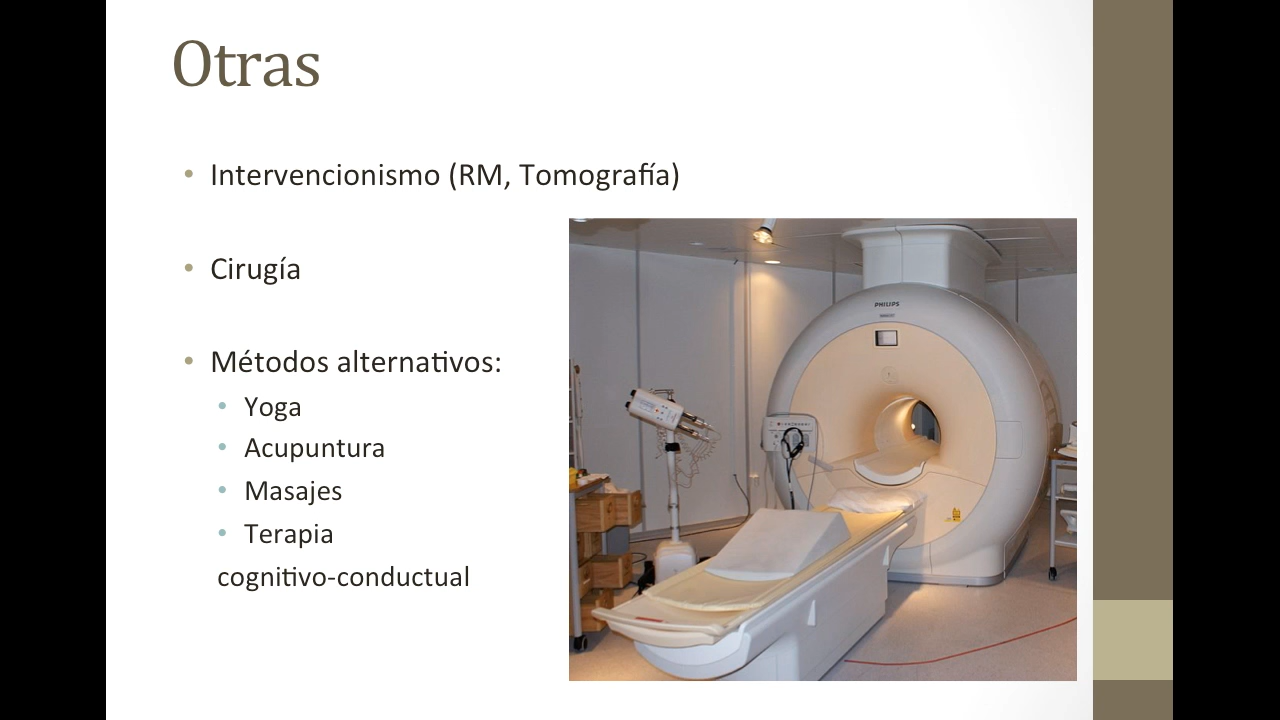 Otras
• Intervencionismo (RM, Tomografía)
• Cirugía
• Métodos alternativos:
• Yoga
• Acupuntura
• Masajes
• Terapia
cognitivo-conductual
PHILIPS